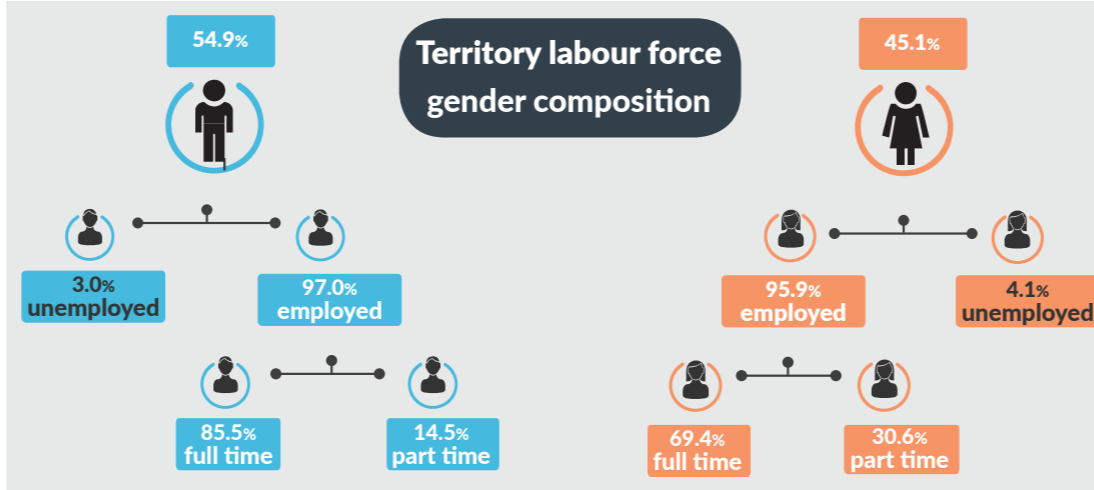 54.9%
Territory labour force
gender composition
45.1%
3.0%
unemployed
97.0%
employed
95.9%
employed
4.1%
unemployed
85.5%
full time
14.5%
part time
69.4%
full time
30.6%
part time